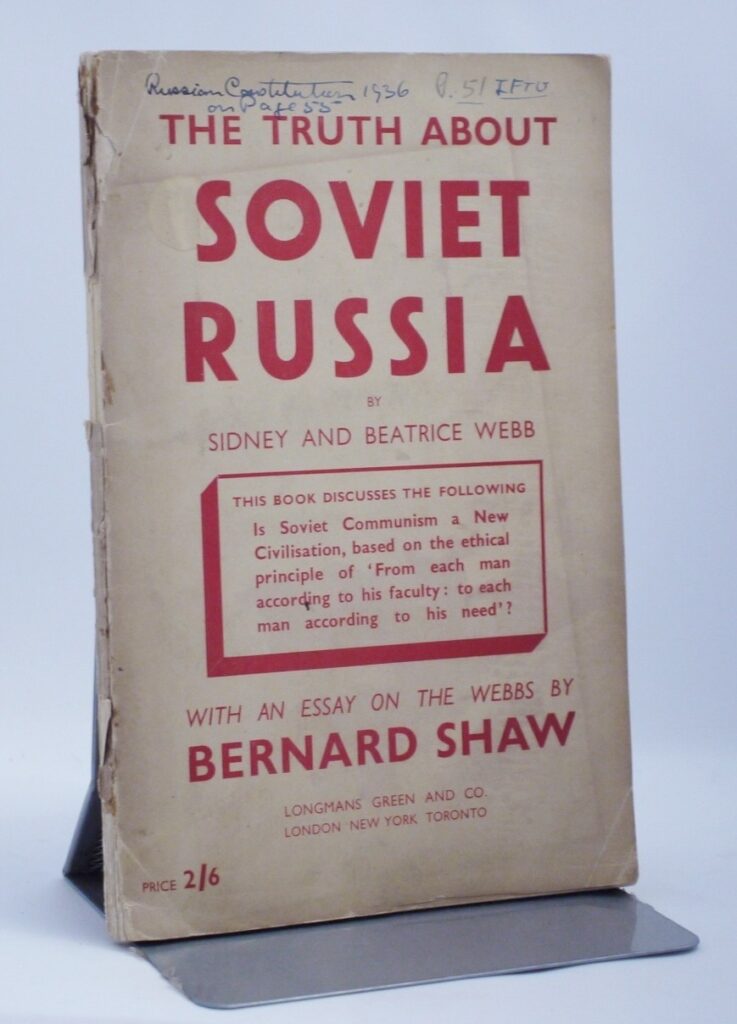 Russian Constitution 1936 P. 51 IFTU
on Page 55
THE TRUTH ABOUT
SOVIET
RUSSIA
BY
SIDNEY AND BEATRICE WEBB
THIS BOOK DISCUSSES THE FOLLOWING
Is Soviet Communism a New
Civilisation, based on the ethical
principle of ‘From each man
according to his faculty: to each
man according to his need’?
WITH AN ESSAY ON THE WEBBS BY
BERNARD SHAW
LONGMANS GREEN AND CO.
LONDON NEW YORK TORONTO
PRICE 2/6